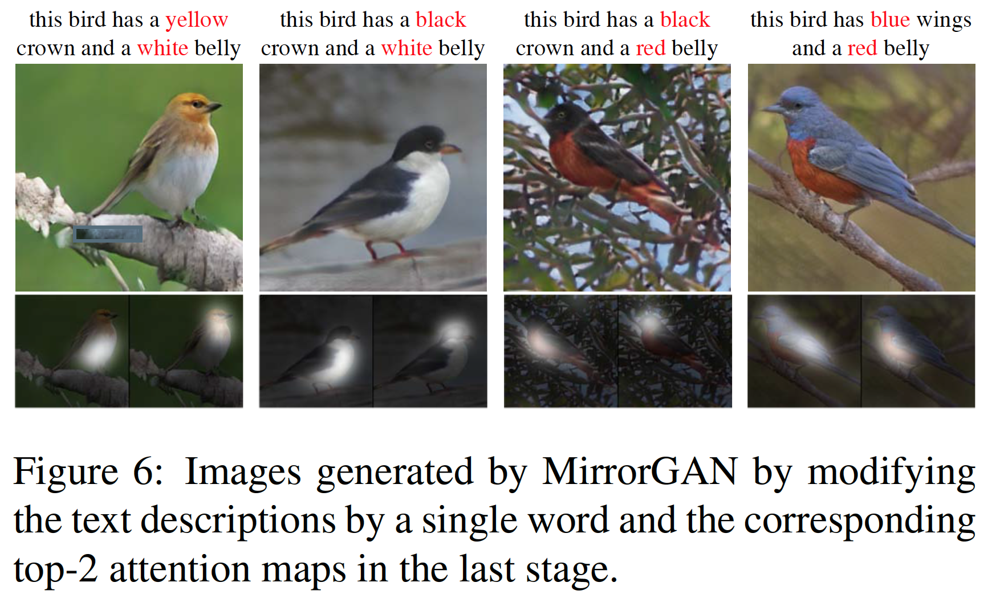 this bird has a yellow
crown and a white belly
this bird has a black
crown and a white belly
this bird has a black
crown and a red belly
this bird has blue wings
and a red belly
Figure 6: Images generated by MirrorGAN by modifying
the text descriptions by a single word and the corresponding
top-2 attention maps in the last stage.